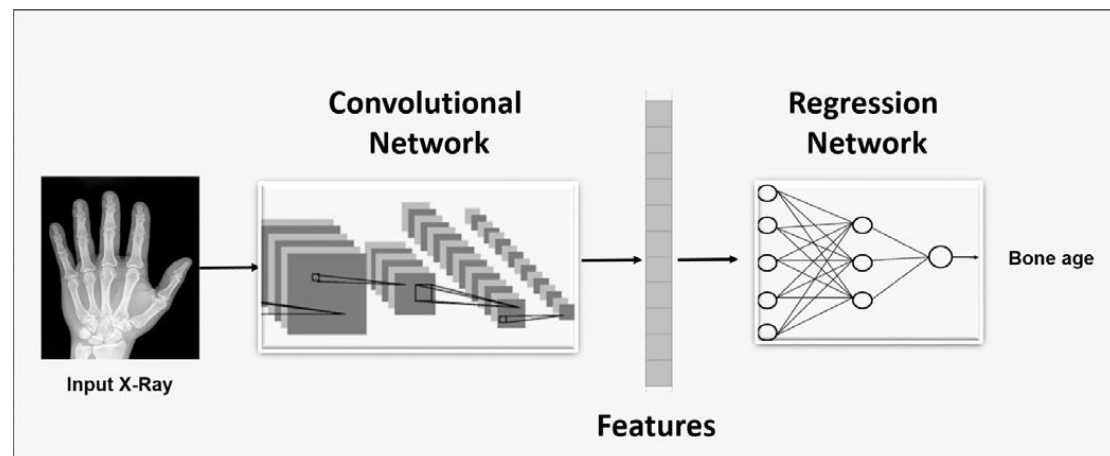 Convolutional
Network
Regression
Network
Input X-Ray
Bone age
Features